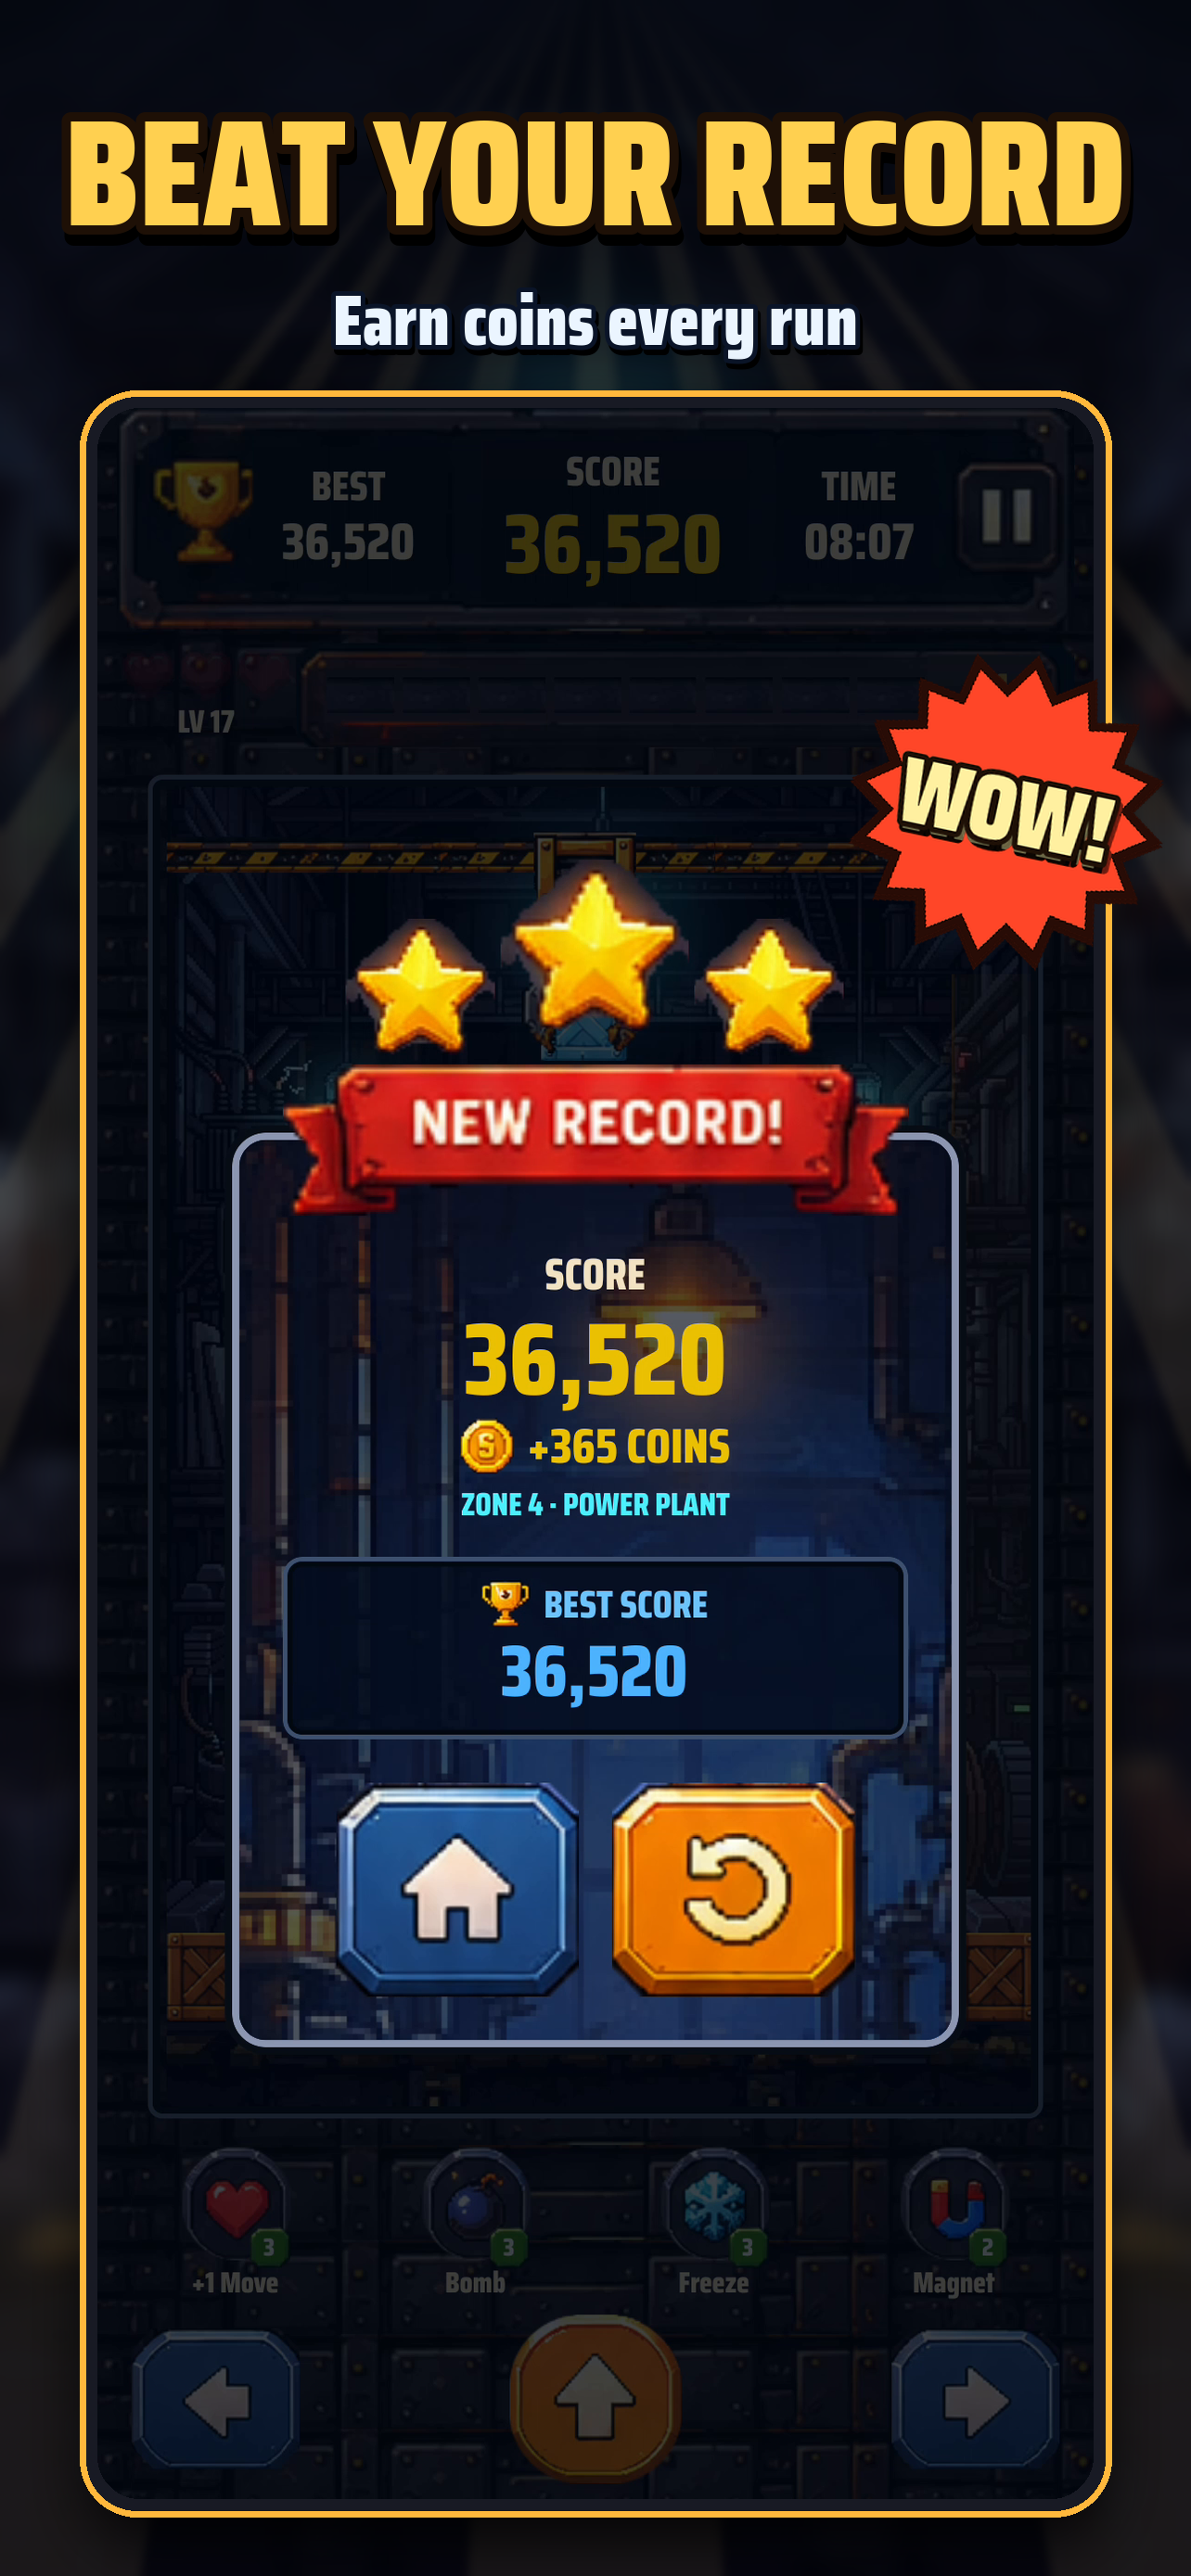 BEAT YOUR RECORD
Earn coins every run
BEST
36,520
SCORE
36,520
TIME
08:07
LV 17
WOW!
NEW RECORD!
SCORE
36,520
+365 COINS
ZONE 4 · POWER PLANT
BEST SCORE
36,520
3
3
3
2
+1 Move
Bomb
Freeze
Magnet